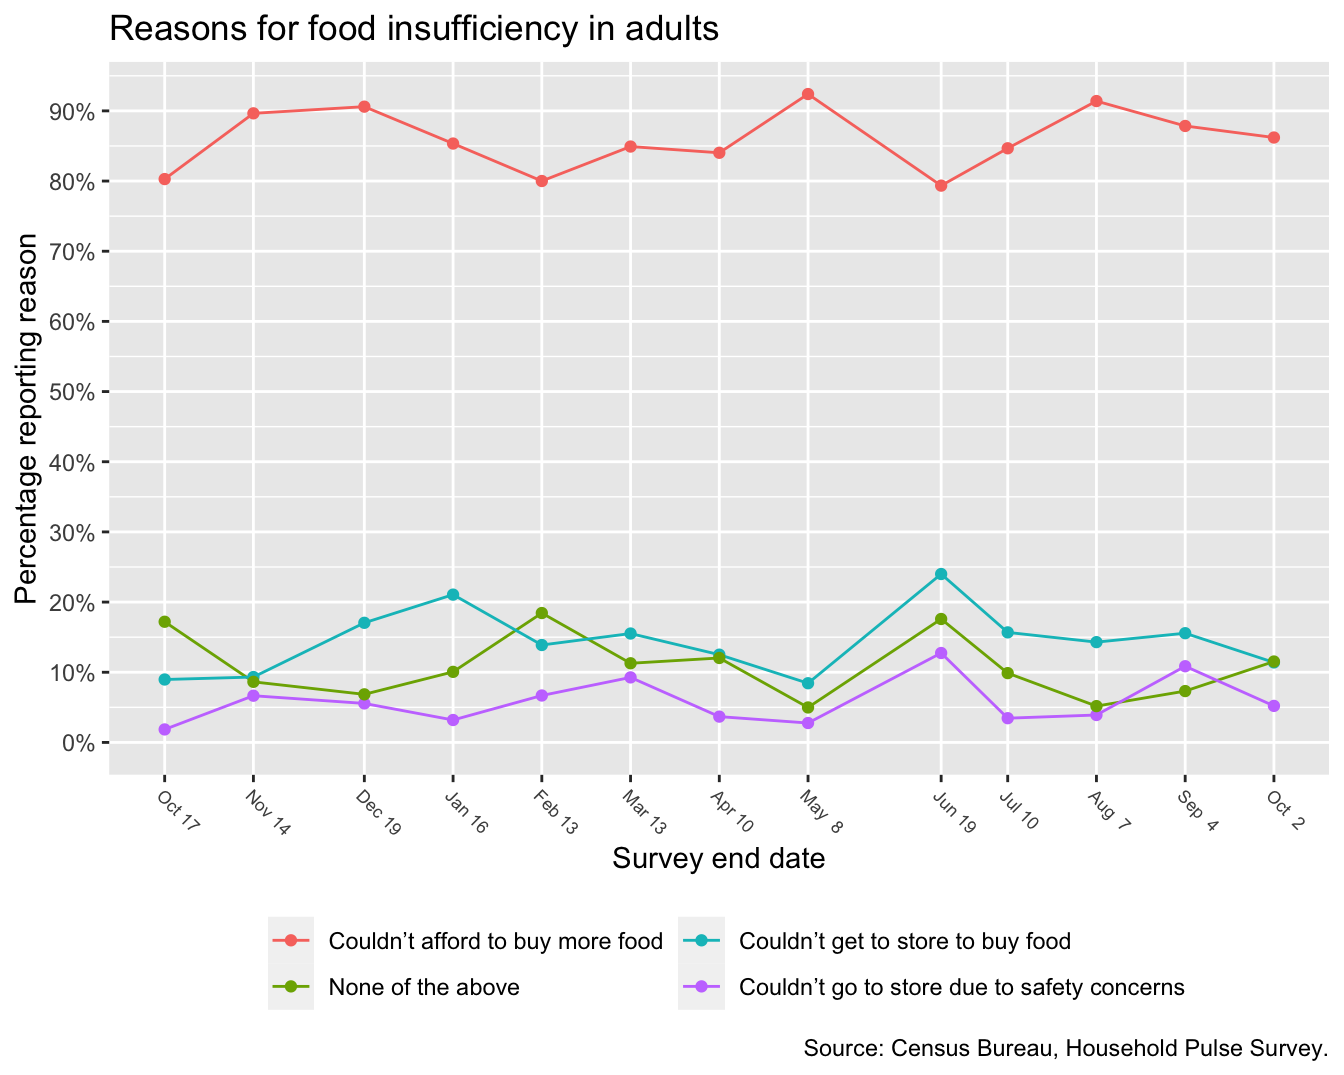 Reasons for food insufficiency in adults
Percentage reporting reason
90%
80%
70%
60%
50%
40%
30%
20%
10%
0%
Oct 17
Nov 14
Dec 19
Jan 16
Feb 13
Mar 13
Apr 10
May 8
Jun 19
Jul 10
Aug 7
Sep 4
Oct 2
Survey end date
Couldn’t afford to buy more food
Couldn’t get to store to buy food
None of the above
Couldn’t go to store due to safety concerns
Source: Census Bureau, Household Pulse Survey.